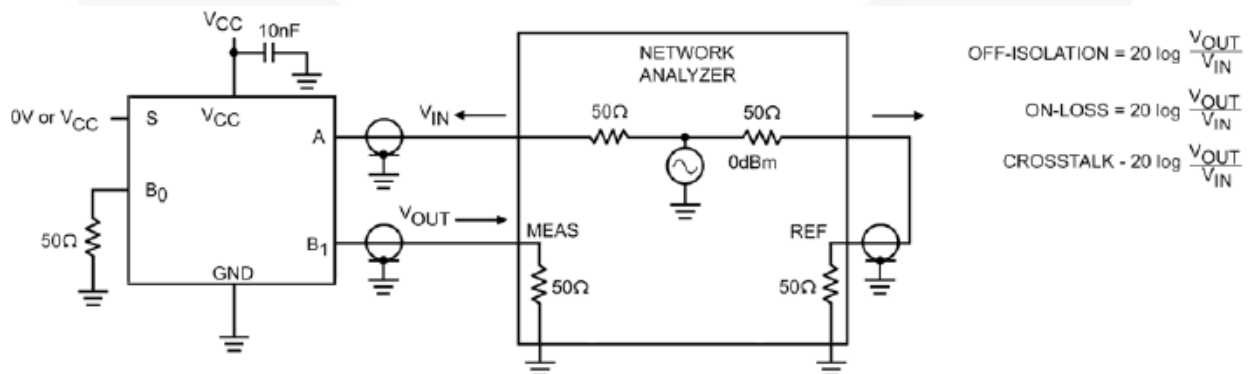 VCC
10nF
0V or VCC
S
VCC
A
B0
50Ω
B1
GND
VIN
VOUT
NETWORK
ANALYZER
50Ω
50Ω
0dBm
MEAS
REF
50Ω
50Ω
OFF-ISOLATION = 20 log VOUT
VIN
ON-LOSS = 20 log VOUT
VIN
CROSSTALK - 20 log VOUT
VIN